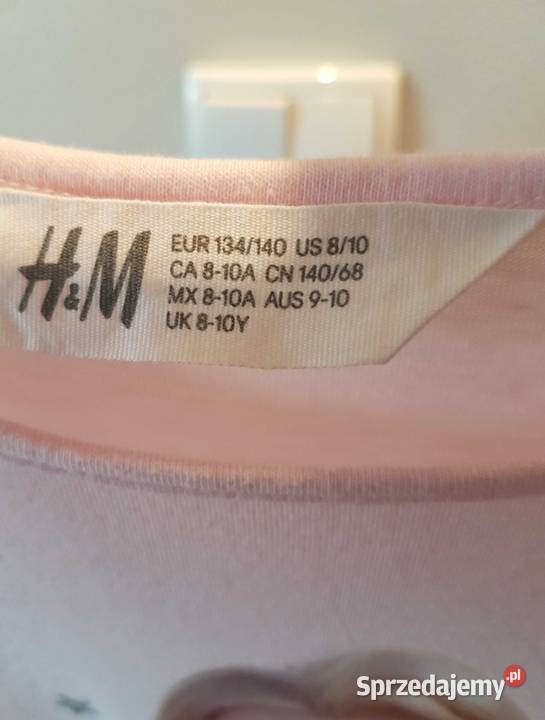 H&M
EUR 134/140 US 8/10
CA 8-10A CN 140/68
MX 8-10A AUS 9-10
UK 8-10Y
Sprzedajemy.pl